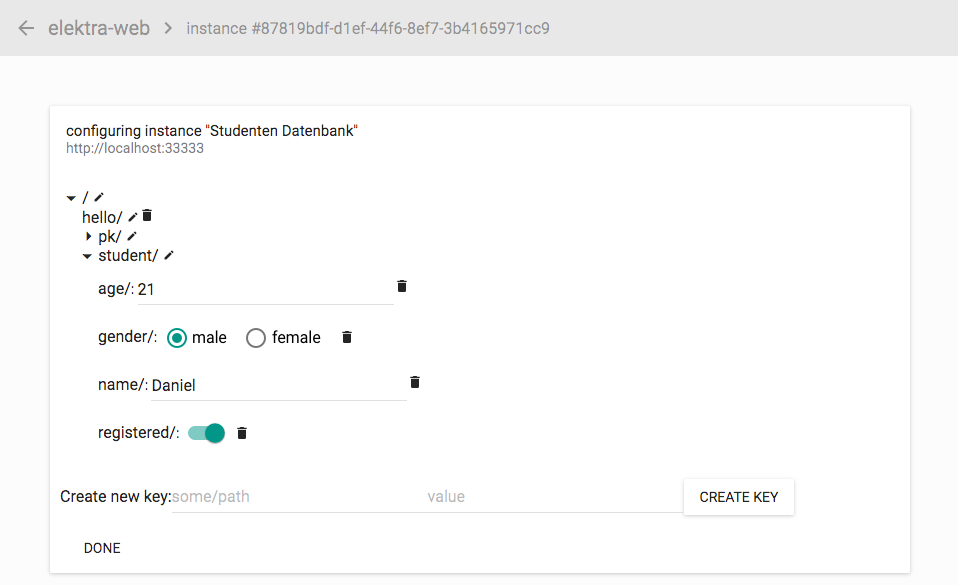 elektra-web > instance #87819bdf-d1ef-44f6-8ef7-3b4165971cc9
configuring instance "Studenten Datenbank"
http://localhost:33333
/
hello/
pk/
student/
age/: 21
gender/: male female
name/: Daniel
registered/:
Create new key: some/path value CREATE KEY
DONE